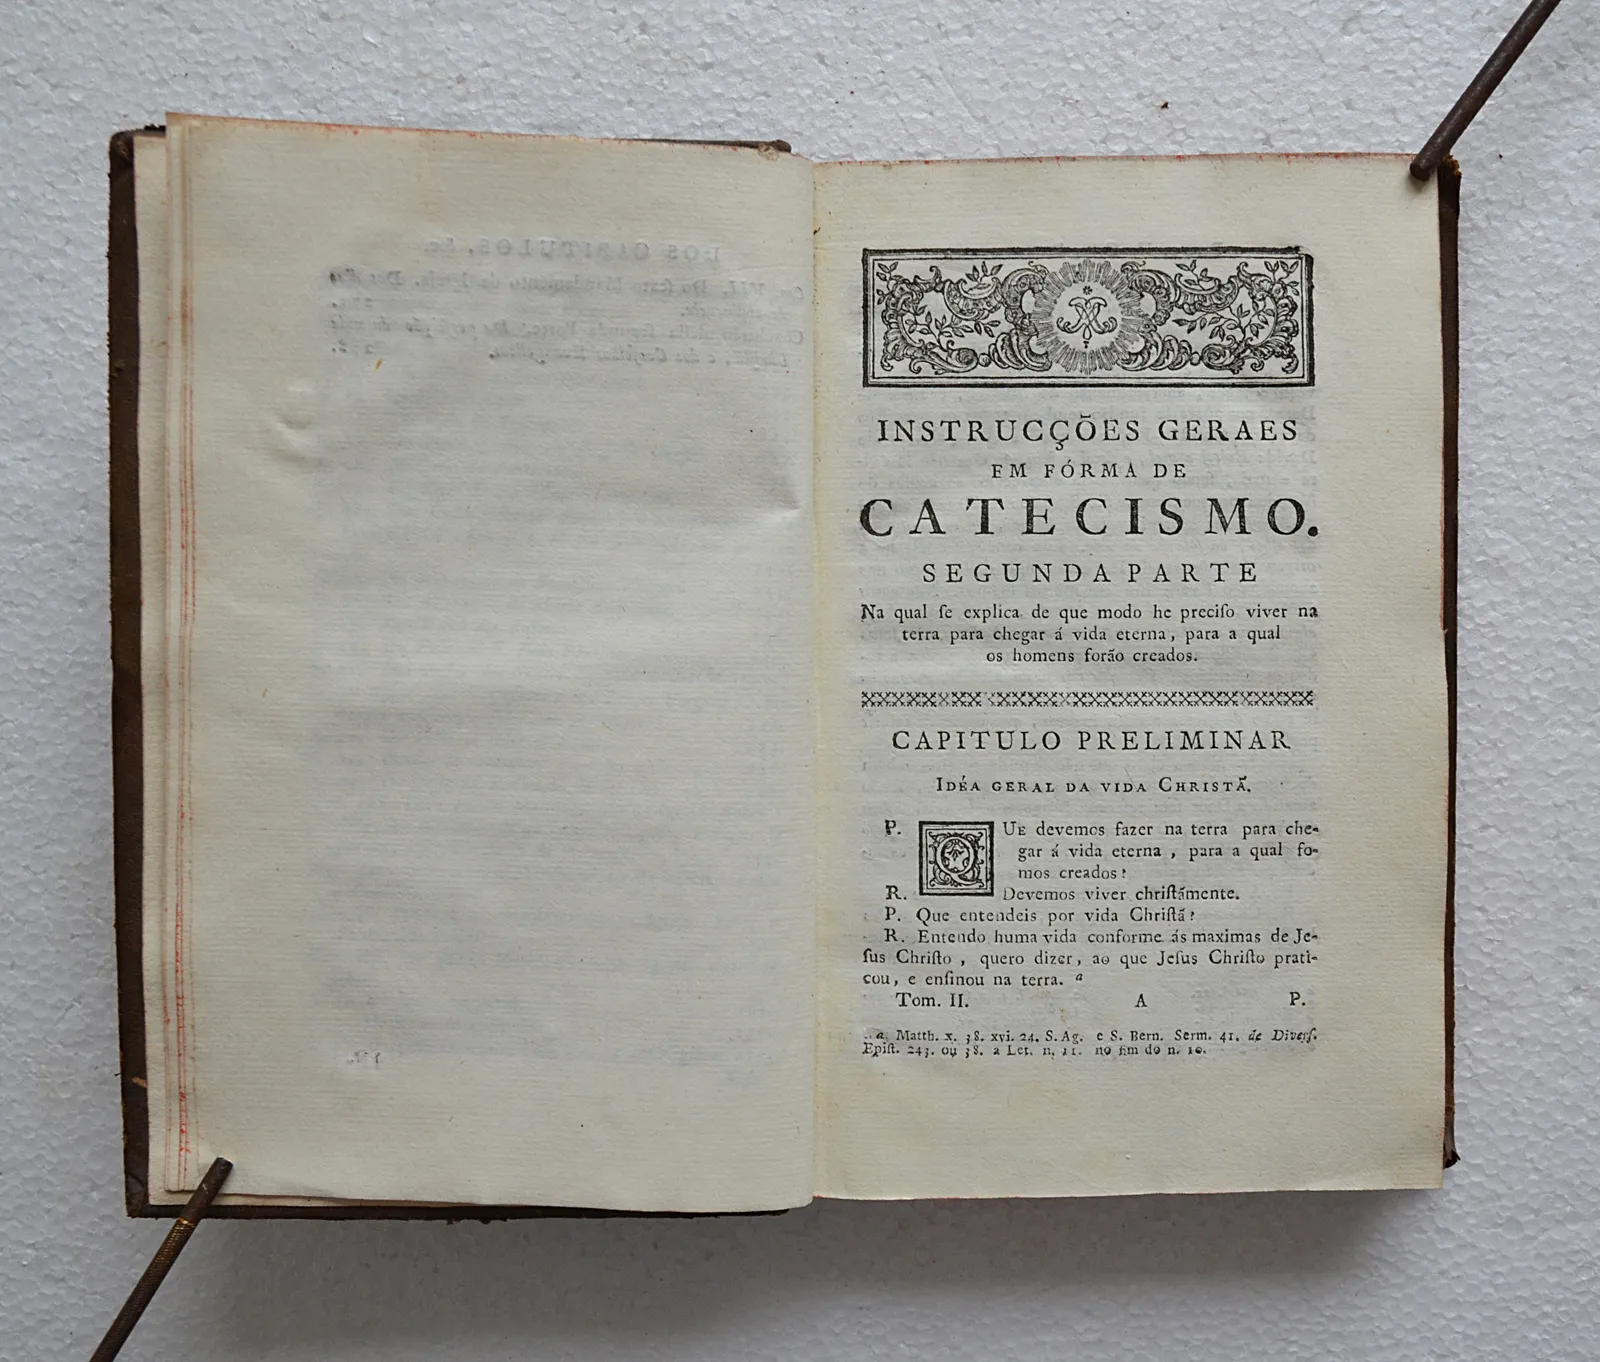 INSTRUCÇÕES GERAES
EM FÓRMA DE
CATECISMO.
SEGUNDA PARTE
Na qual ſe explica de que modo he preciſo viver na
terra para chegar á vida eterna, para a qual
os homens forão creados.
CAPITULO PRELIMINAR
IDÉA GERAL DA VIDA CHRISTÃ.
P. QUE devemos fazer na terra para che-
gar á vida eterna, para a qual fo-
mos creados?
R. Devemos viver chriſtãmente.
P. Que entendeis por vida Chriſtã?
R. Entendo huma vida conforme ás maximas de Je-
ſus Chriſto, quero dizer, ao que Jeſus Chriſto prati-
cou, e enſinou na terra. a
Tom. II. A P.
a Matth. x. 38. xvi. 24. S. Ag. e S. Bern. Serm. 41. de Diverſ.
Epiſt. 243. ou 38. a Let. n. 11. no fim do n. 10.